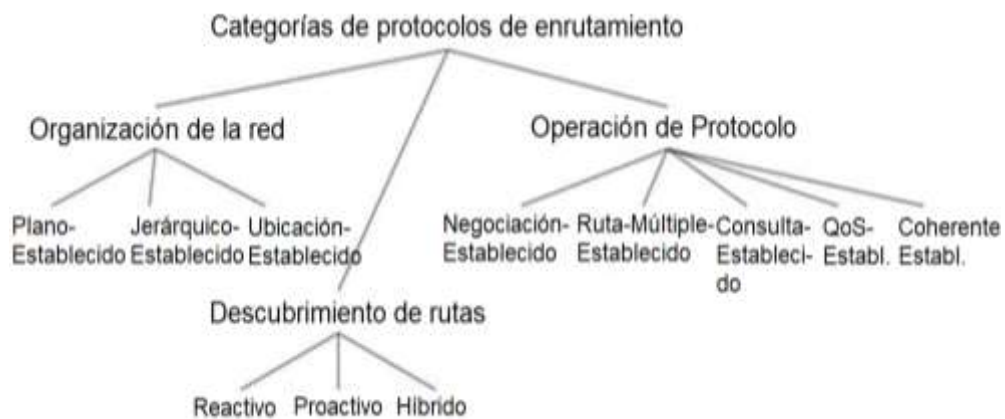 Categorías de protocolos de enrutamiento
Organización de la red
Operación de Protocolo
Plano-
Establecido
Jerárquico-
Establecido
Ubicación-
Establecido
Negociación-
Establecido
Ruta-Múltiple-
Establecido
Consulta-
Estableci-
do
QoS-
Establ.
Coherente
Establ.
Descubrimiento de rutas
Reactivo
Proactivo
Hibrido